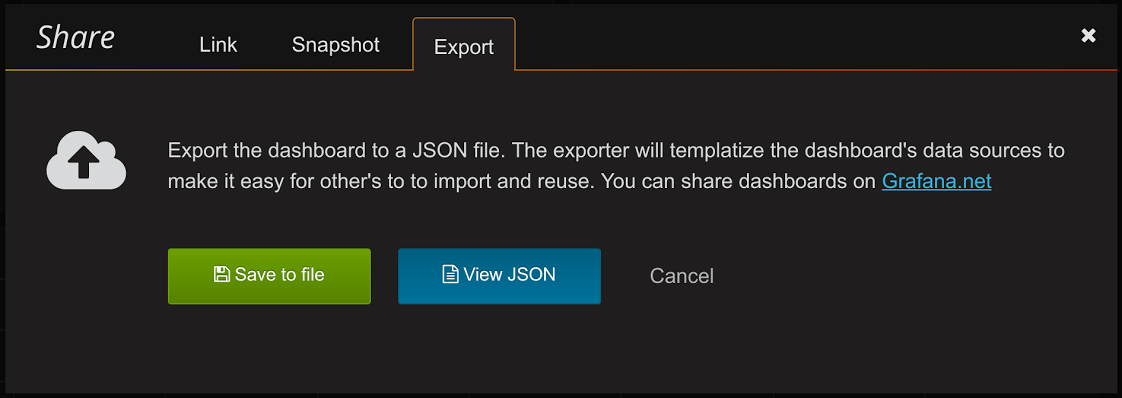 Share
Link
Snapshot
Export
Export the dashboard to a JSON file. The exporter will templatize the dashboard's data sources to
make it easy for other's to to import and reuse. You can share dashboards on Grafana.net
Save to file
View JSON
Cancel